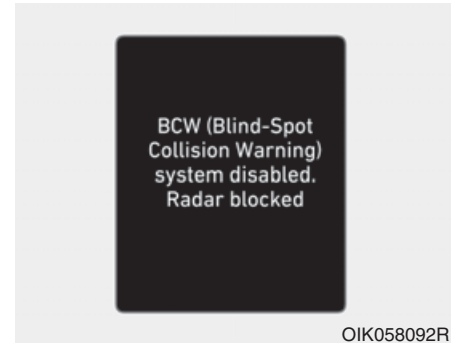 BCW (Blind-Spot
Collision Warning)
system disabled.
Radar blocked
OIK058092R